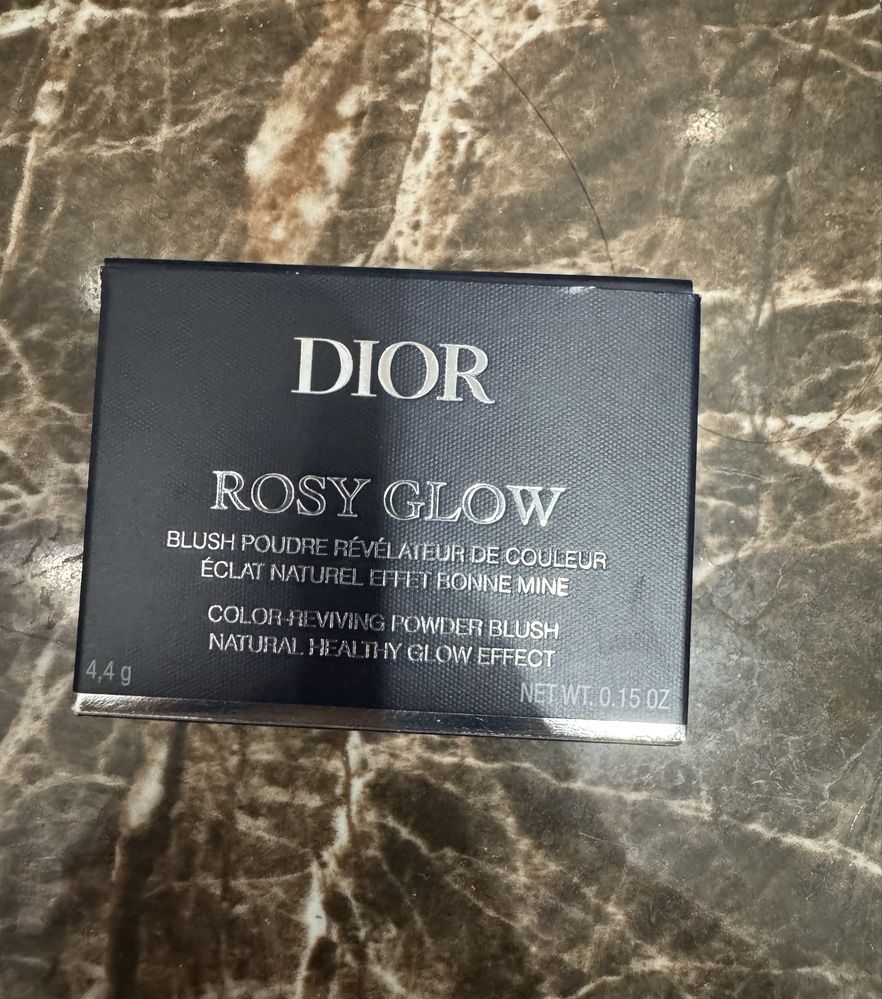 DIOR
ROSY GLOW
BLUSH POUDRE RÉVÉLATEUR DE COULEUR
ÉCLAT NATUREL EFFET BONNE MINE
COLOR-REVIVING POWDER BLUSH
NATURAL HEALTHY GLOW EFFECT
4,4 g
NET WT. 0.15 OZ